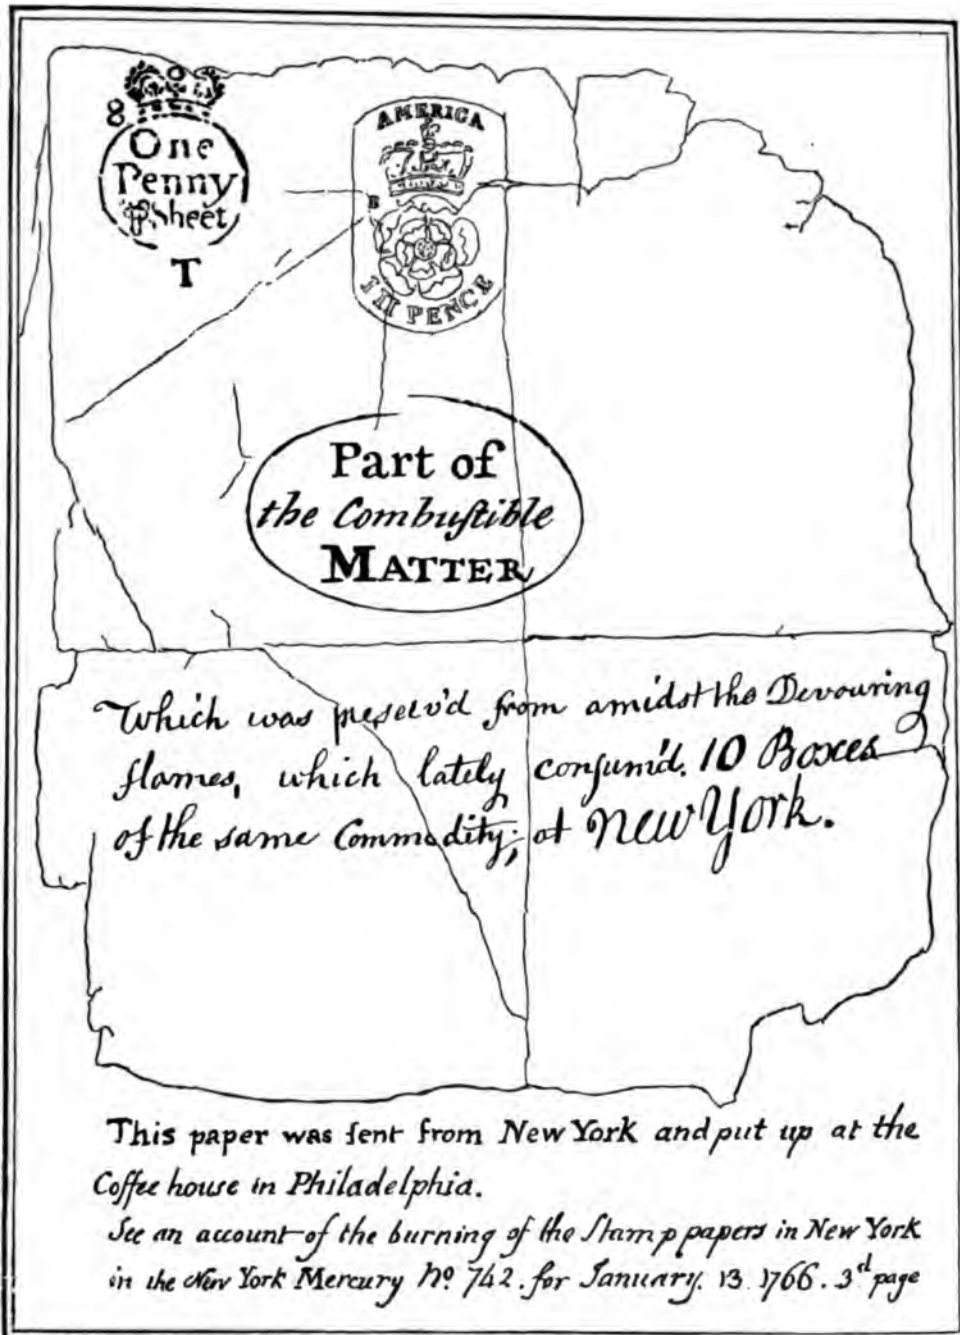 8
One
Penny
℘ Sheet
T
AMERICA
B
III PENCE
Part of
the Combuſtible
MATTER
Which was preserv'd from amidst the Devouring
flames, which lately conſum'd. 10 Boxes
of the same Commodity; at New York.
This paper was ſent from New York and put up at the
Coffee house in Philadelphia.
See an account of the burning of the Stamp papers in New York
in the New York Mercury No. 742. for January. 13. 1766. 3d page